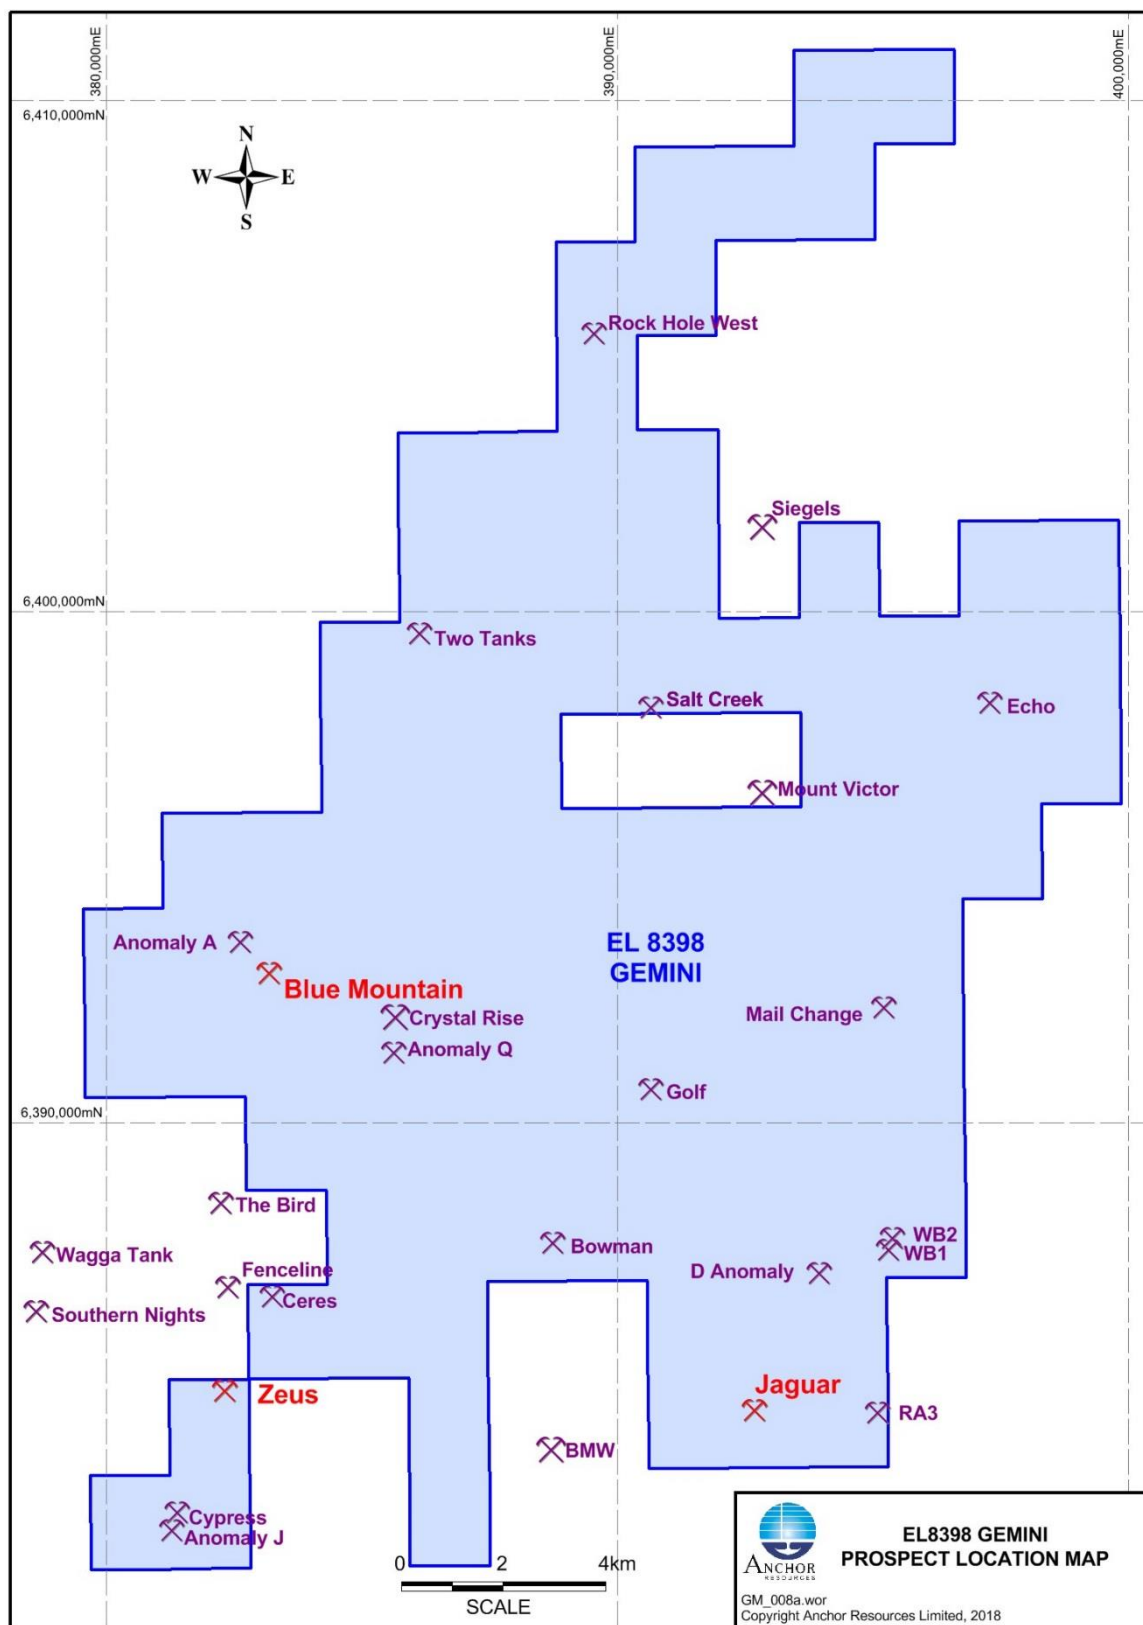 380,000mE
390,000mE
400,000mE
6,410,000mN
N
W E
S
Rock Hole West
Siegels
6,400,000mN
Two Tanks
Salt Creek
Echo
Mount Victor
Anomaly A
EL 8398
GEMINI
Blue Mountain
Crystal Rise
Mail Change
Anomaly Q
Golf
6,390,000mN
The Bird
WB2
Bowman
WB1
Wagga Tank
Fenceline
D Anomaly
Ceres
Southern Nights
Jaguar
Zeus
RA3
BMW
Cypress
Anomaly J
0 2 4km
SCALE
ANCHOR
RESOURCES
EL8398 GEMINI
PROSPECT LOCATION MAP
GM_008a.wor
Copyright Anchor Resources Limited, 2018